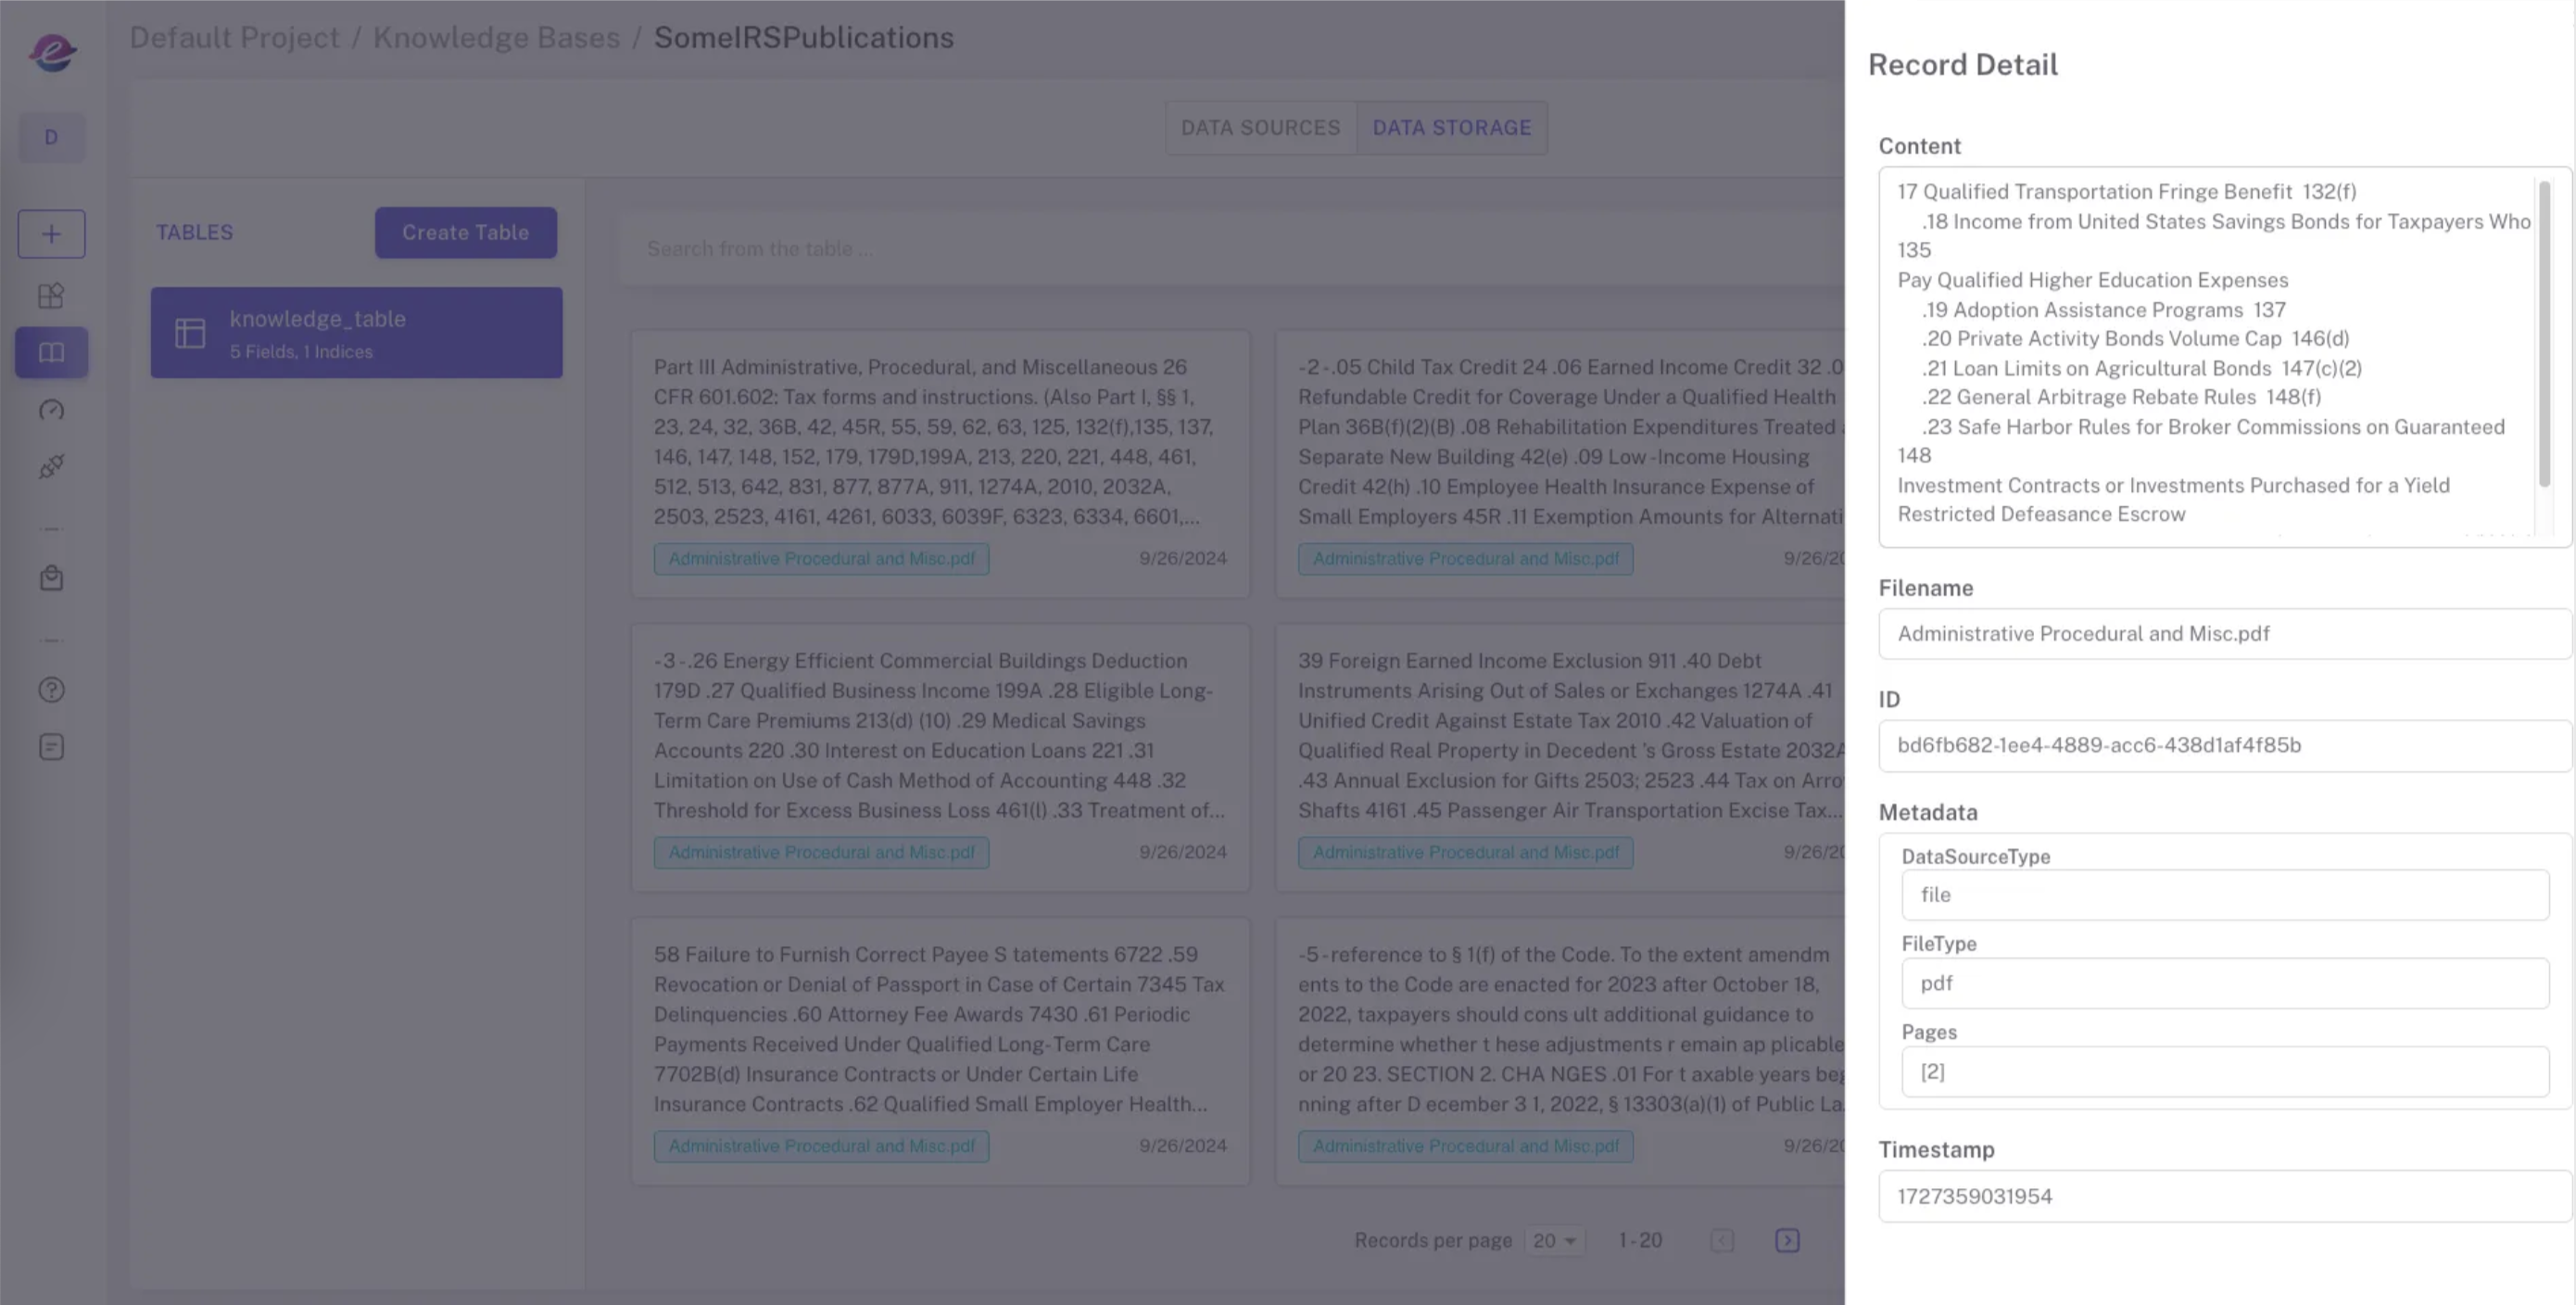 Default Project / Knowledge Bases / SomeIRSPublications
D
DATA SOURCES
DATA STORAGE
TABLES
Create Table
knowledge_table
5 Fields, 1 Indices
Search from the table ...
Part III Administrative, Procedural, and Miscellaneous 26
CFR 601.602: Tax forms and instructions. (Also Part I, §§ 1,
23, 24, 32, 36B, 42, 45R, 55, 59, 62, 63, 125, 132(f),135, 137,
146, 147, 148, 152, 179, 179D,199A, 213, 220, 221, 448, 461,
512, 513, 642, 831, 877, 877A, 911, 1274A, 2010, 2032A,
2503, 2523, 4161, 4261, 6033, 6039F, 6323, 6334, 6601,...
Administrative Procedural and Misc.pdf
9/26/2024
-2 -.05 Child Tax Credit 24 .06 Earned Income Credit 32 .0
Refundable Credit for Coverage Under a Qualified Health
Plan 36B(f)(2)(B) .08 Rehabilitation Expenditures Treated
Separate New Building 42(e) .09 Low -Income Housing
Credit 42(h) .10 Employee Health Insurance Expense of
Small Employers 45R .11 Exemption Amounts for Alternati
Administrative Procedural and Misc.pdf
9/26/20
-3 -.26 Energy Efficient Commercial Buildings Deduction
179D .27 Qualified Business Income 199A .28 Eligible Long-
Term Care Premiums 213(d) (10) .29 Medical Savings
Accounts 220 .30 Interest on Education Loans 221 .31
Limitation on Use of Cash Method of Accounting 448 .32
Threshold for Excess Business Loss 461(l) .33 Treatment of...
Administrative Procedural and Misc.pdf
9/26/2024
39 Foreign Earned Income Exclusion 911 .40 Debt
Instruments Arising Out of Sales or Exchanges 1274A .41
Unified Credit Against Estate Tax 2010 .42 Valuation of
Qualified Real Property in Decedent 's Gross Estate 2032A
.43 Annual Exclusion for Gifts 2503; 2523 .44 Tax on Arro
Shafts 4161 .45 Passenger Air Transportation Excise Tax...
Administrative Procedural and Misc.pdf
9/26/20
58 Failure to Furnish Correct Payee S tatements 6722 .59
Revocation or Denial of Passport in Case of Certain 7345 Tax
Delinquencies .60 Attorney Fee Awards 7430 .61 Periodic
Payments Received Under Qualified Long-Term Care
7702B(d) Insurance Contracts or Under Certain Life
Insurance Contracts .62 Qualified Small Employer Health...
Administrative Procedural and Misc.pdf
9/26/2024
-5 -reference to § 1(f) of the Code. To the extent amendm
ents to the Code are enacted for 2023 after October 18,
2022, taxpayers should cons ult additional guidance to
determine whether t hese adjustments r emain ap plicable
or 20 23. SECTION 2. CHA NGES .01 For t axable years beg
nning after D ecember 3 1, 2022, § 13303(a)(1) of Public La
Administrative Procedural and Misc.pdf
9/26/20
Records per page 20 1-20
Record Detail
Content
17 Qualified Transportation Fringe Benefit 132(f)
.18 Income from United States Savings Bonds for Taxpayers Who
135
Pay Qualified Higher Education Expenses
.19 Adoption Assistance Programs 137
.20 Private Activity Bonds Volume Cap 146(d)
.21 Loan Limits on Agricultural Bonds 147(c)(2)
.22 General Arbitrage Rebate Rules 148(f)
.23 Safe Harbor Rules for Broker Commissions on Guaranteed
148
Investment Contracts or Investments Purchased for a Yield
Restricted Defeasance Escrow
Filename
Administrative Procedural and Misc.pdf
ID
bd6fb682-1ee4-4889-acc6-438d1af4f85b
Metadata
DataSourceType
file
FileType
pdf
Pages
[2]
Timestamp
1727359031954